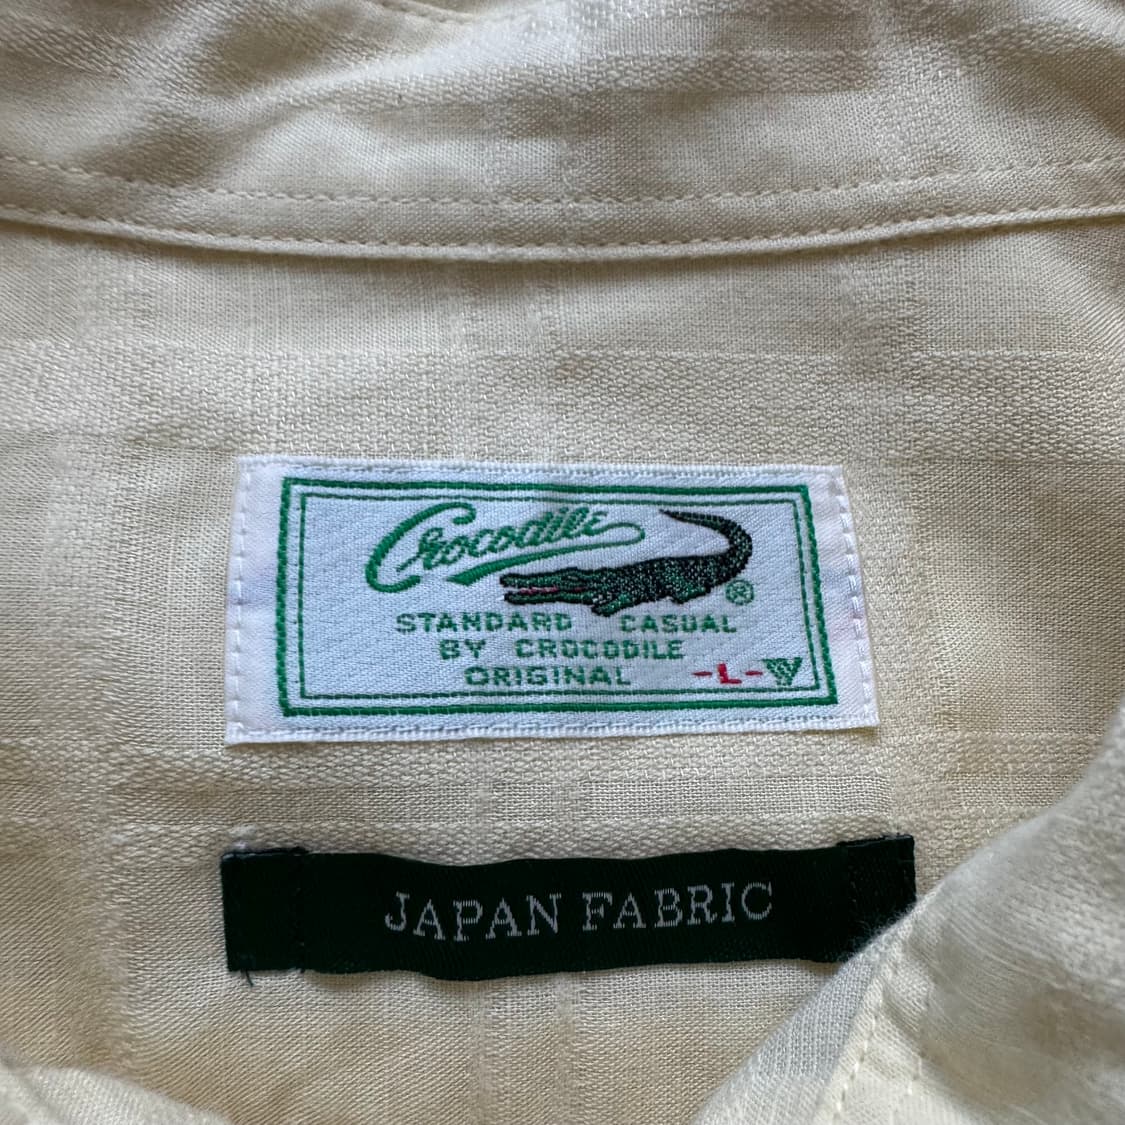 Crocodile
®
STANDARD CASUAL
BY CROCODILE
ORIGINAL -L-
JAPAN FABRIC